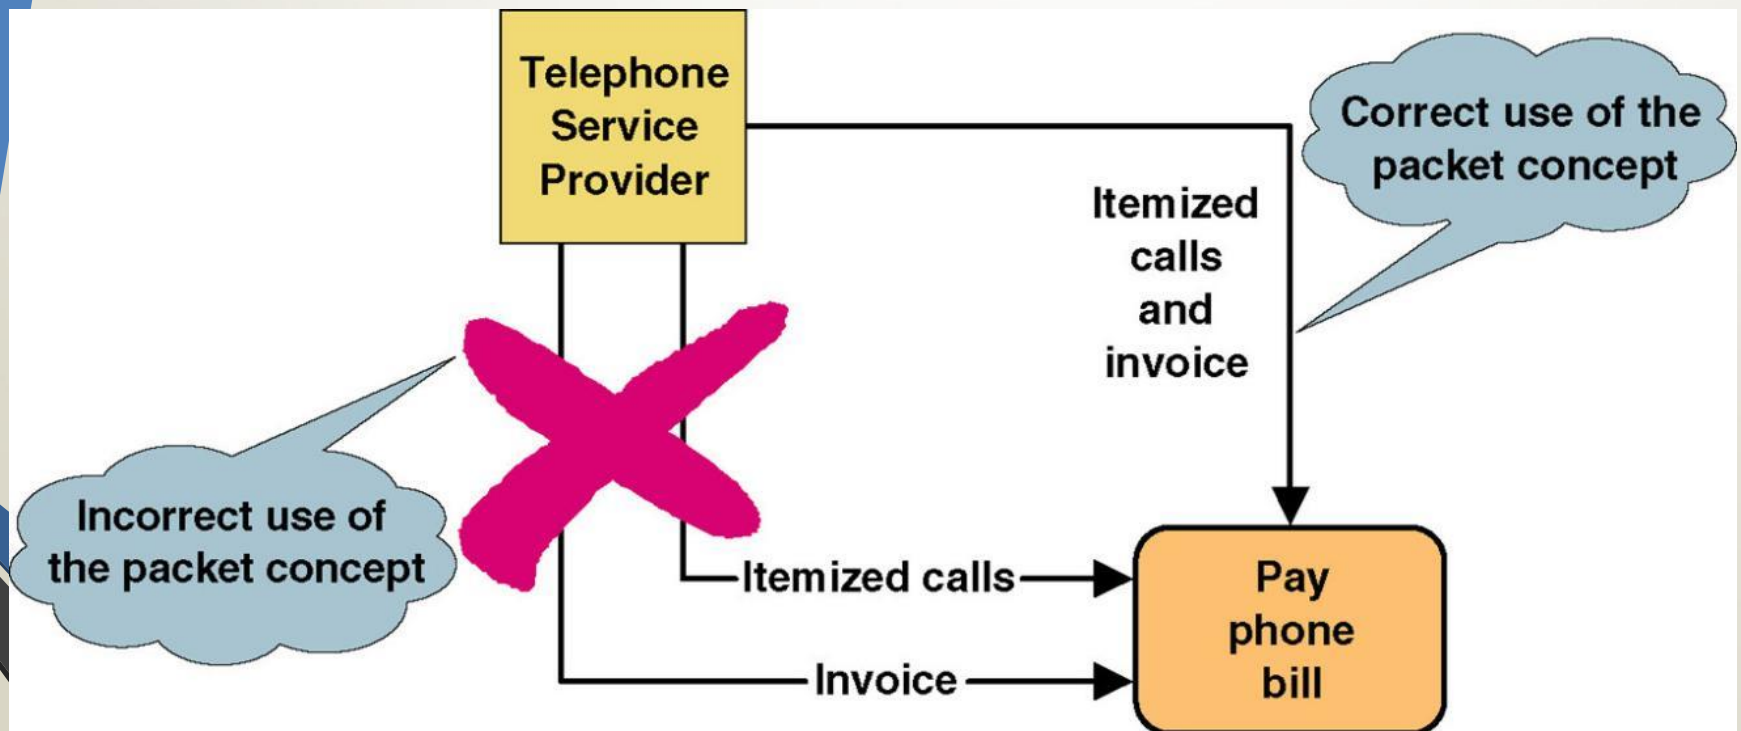 Telephone
Service
Provider
Correct use of the
packet concept
Itemized
calls
and
invoice
Incorrect use of
the packet concept
Itemized calls
Invoice
Pay
phone
bill